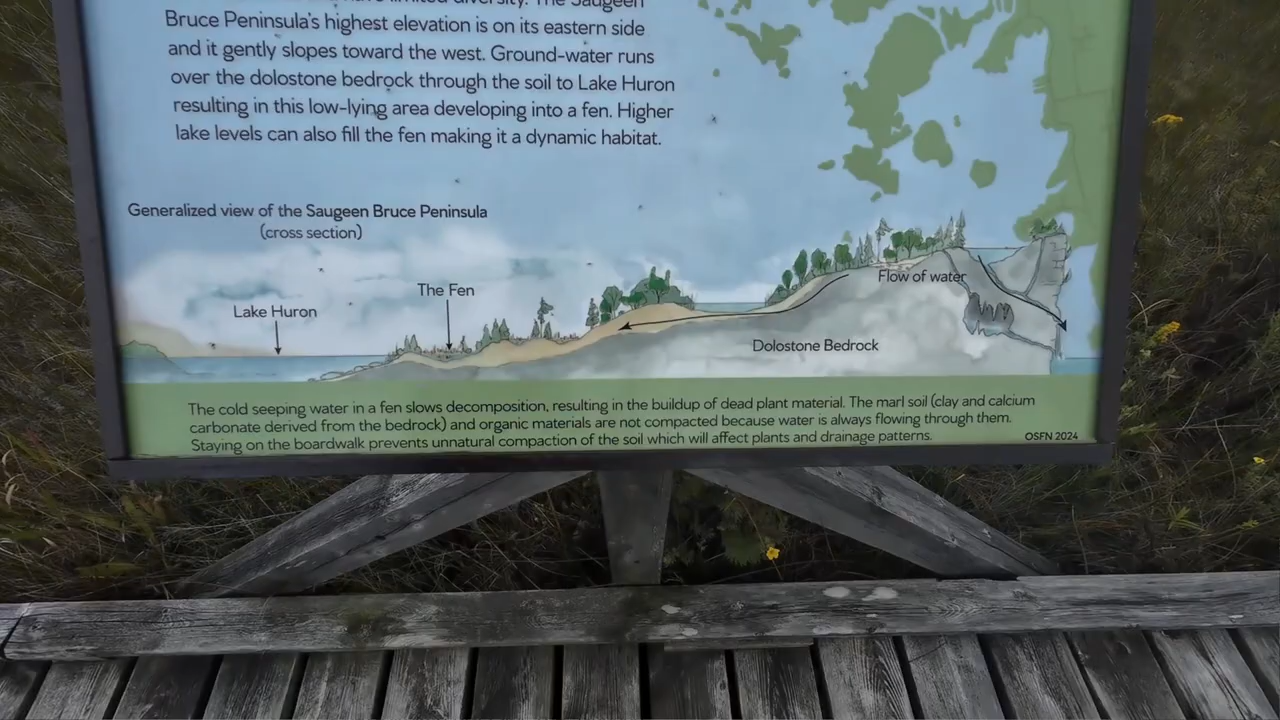 have limited diversity. The Saugeen
Bruce Peninsula's highest elevation is on its eastern side
and it gently slopes toward the west. Ground-water runs
over the dolostone bedrock through the soil to Lake Huron
resulting in this low-lying area developing into a fen. Higher
lake levels can also fill the fen making it a dynamic habitat.
Generalized view of the Saugeen Bruce Peninsula
(cross section)
Lake Huron
The Fen
Flow of water
Dolostone Bedrock
The cold seeping water in a fen slows decomposition, resulting in the buildup of dead plant material. The marl soil (clay and calcium
carbonate derived from the bedrock) and organic materials are not compacted because water is always flowing through them.
Staying on the boardwalk prevents unnatural compaction of the soil which will affect plants and drainage patterns.
OSFN 2024